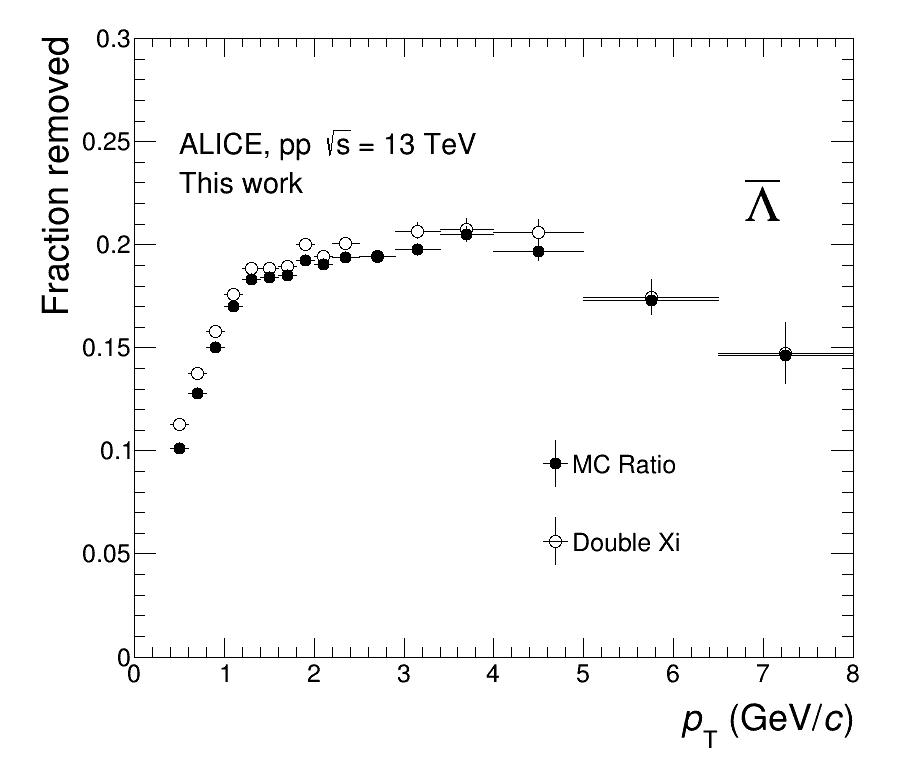 Fraction removed
0.3
0.25
0.2
0.15
0.1
0.05
0
ALICE, pp √s = 13 TeV
This work
Λ̅
MC Ratio
Double Xi
0 1 2 3 4 5 6 7 8
p_T (GeV/c)